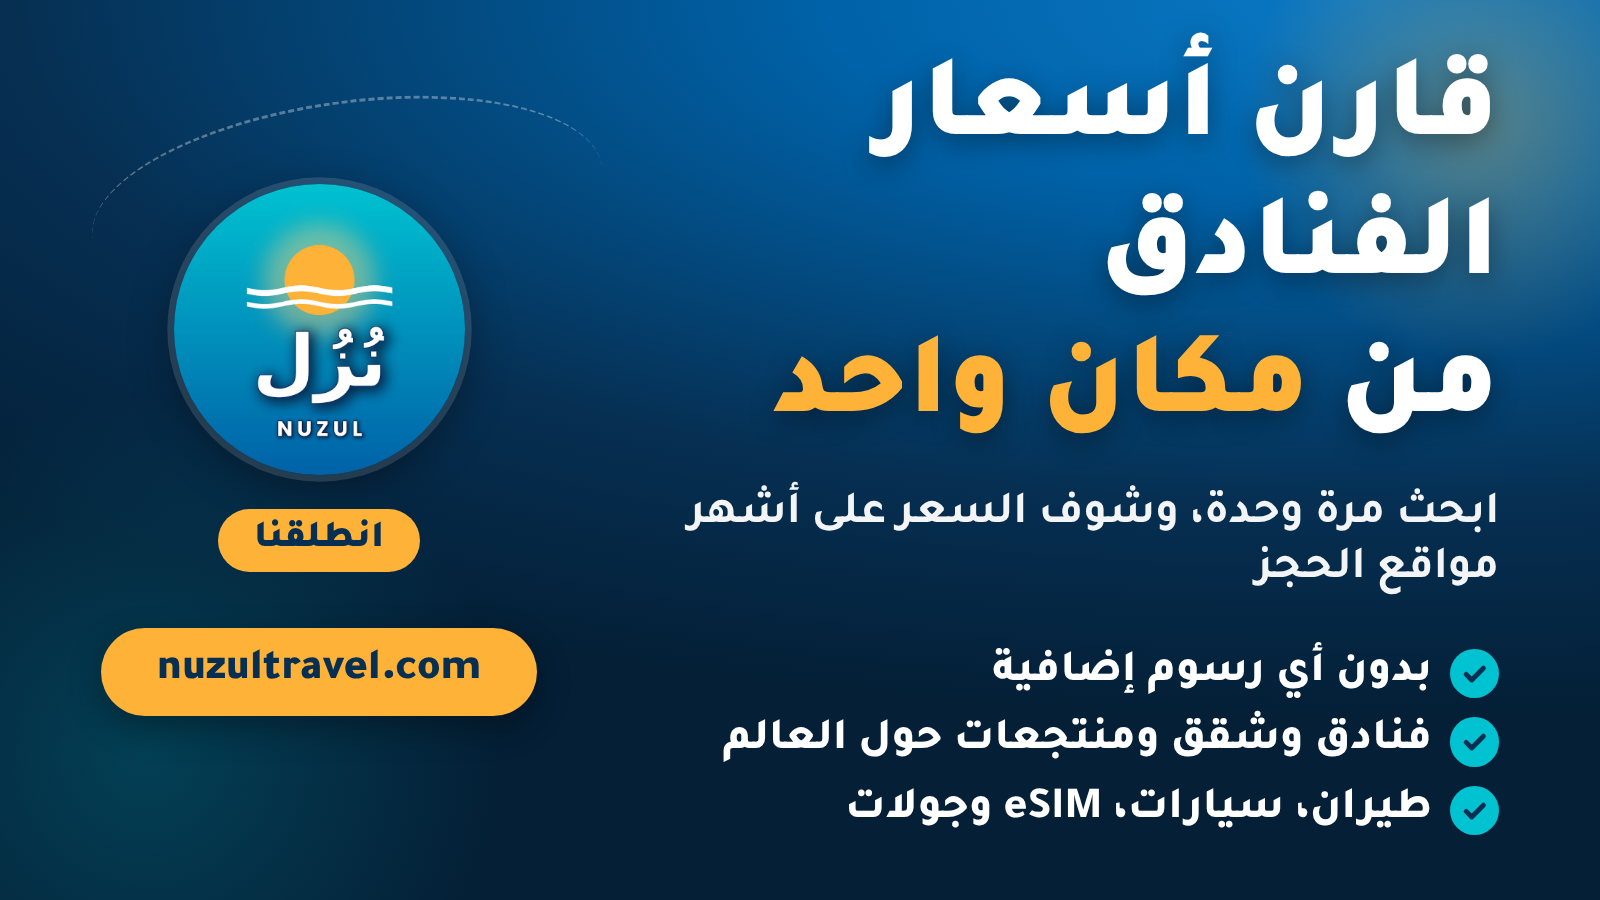 قارن أسعار
الفنادق
من مكان واحد
ابحث مرة وحدة، وشوف السعر على أشهر
مواقع الحجز
بدون أي رسوم إضافية
فنادق وشقق ومنتجعات حول العالم
طيران، سيارات، eSIM وجولات
نُزُل
NUZUL
انطلقنا
nuzultravel.com